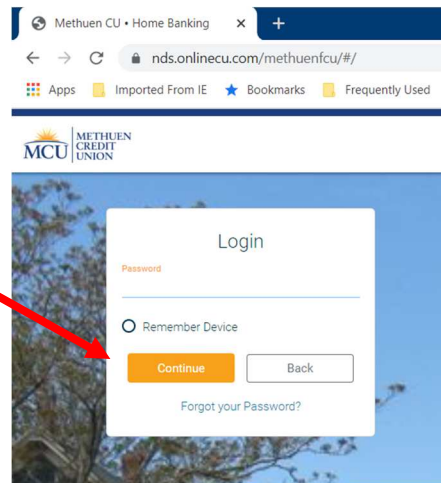 Methuen CU • Home Banking
nds.onlinecu.com/methuenfcu/#/
Apps Imported From IE Bookmarks Frequently Used
MCU METHUEN CREDIT UNION
Login
Password
Remember Device
Continue Back
Forgot your Password?